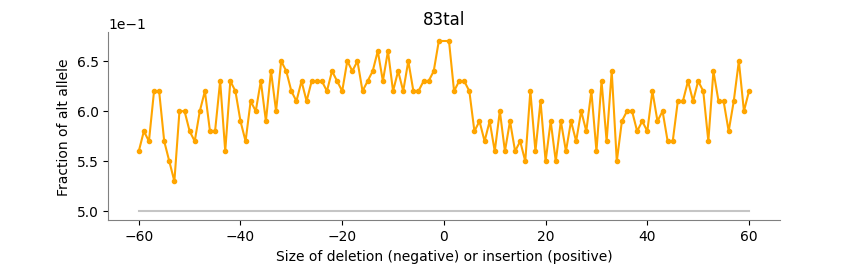 83tal
1e−1
6.5
6.0
5.5
5.0
Fraction of alt allele
−60 −40 −20 0 20 40 60
Size of deletion (negative) or insertion (positive)